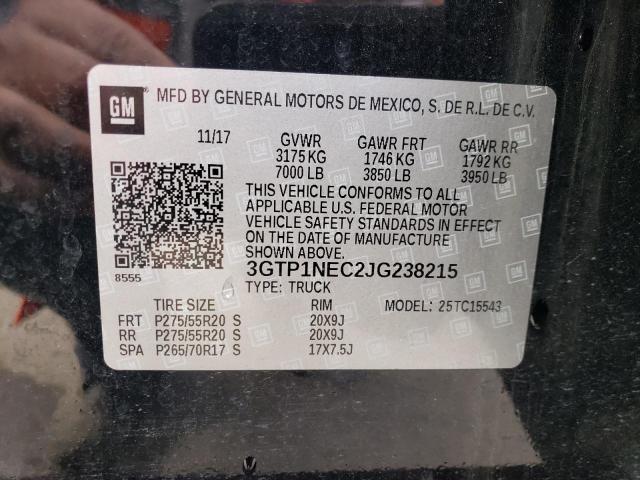 GM MFD BY GENERAL MOTORS DE MEXICO, S. DE R.L. DE C.V.
11/17 GVWR GAWR FRT GAWR RR
3175 KG 1746 KG 1792 KG
7000 LB 3850 LB 3950 LB
THIS VEHICLE CONFORMS TO ALL
APPLICABLE U.S. FEDERAL MOTOR
VEHICLE SAFETY STANDARDS IN EFFECT
ON THE DATE OF MANUFACTURE
SHOWN ABOVE.
8555
3GTP1NEC2JG238215
TYPE: TRUCK
TIRE SIZE RIM MODEL: 25TC15543
FRT P275/55R20 S 20X9J
RR P275/55R20 S 20X9J
SPA P265/70R17 S 17X7.5J